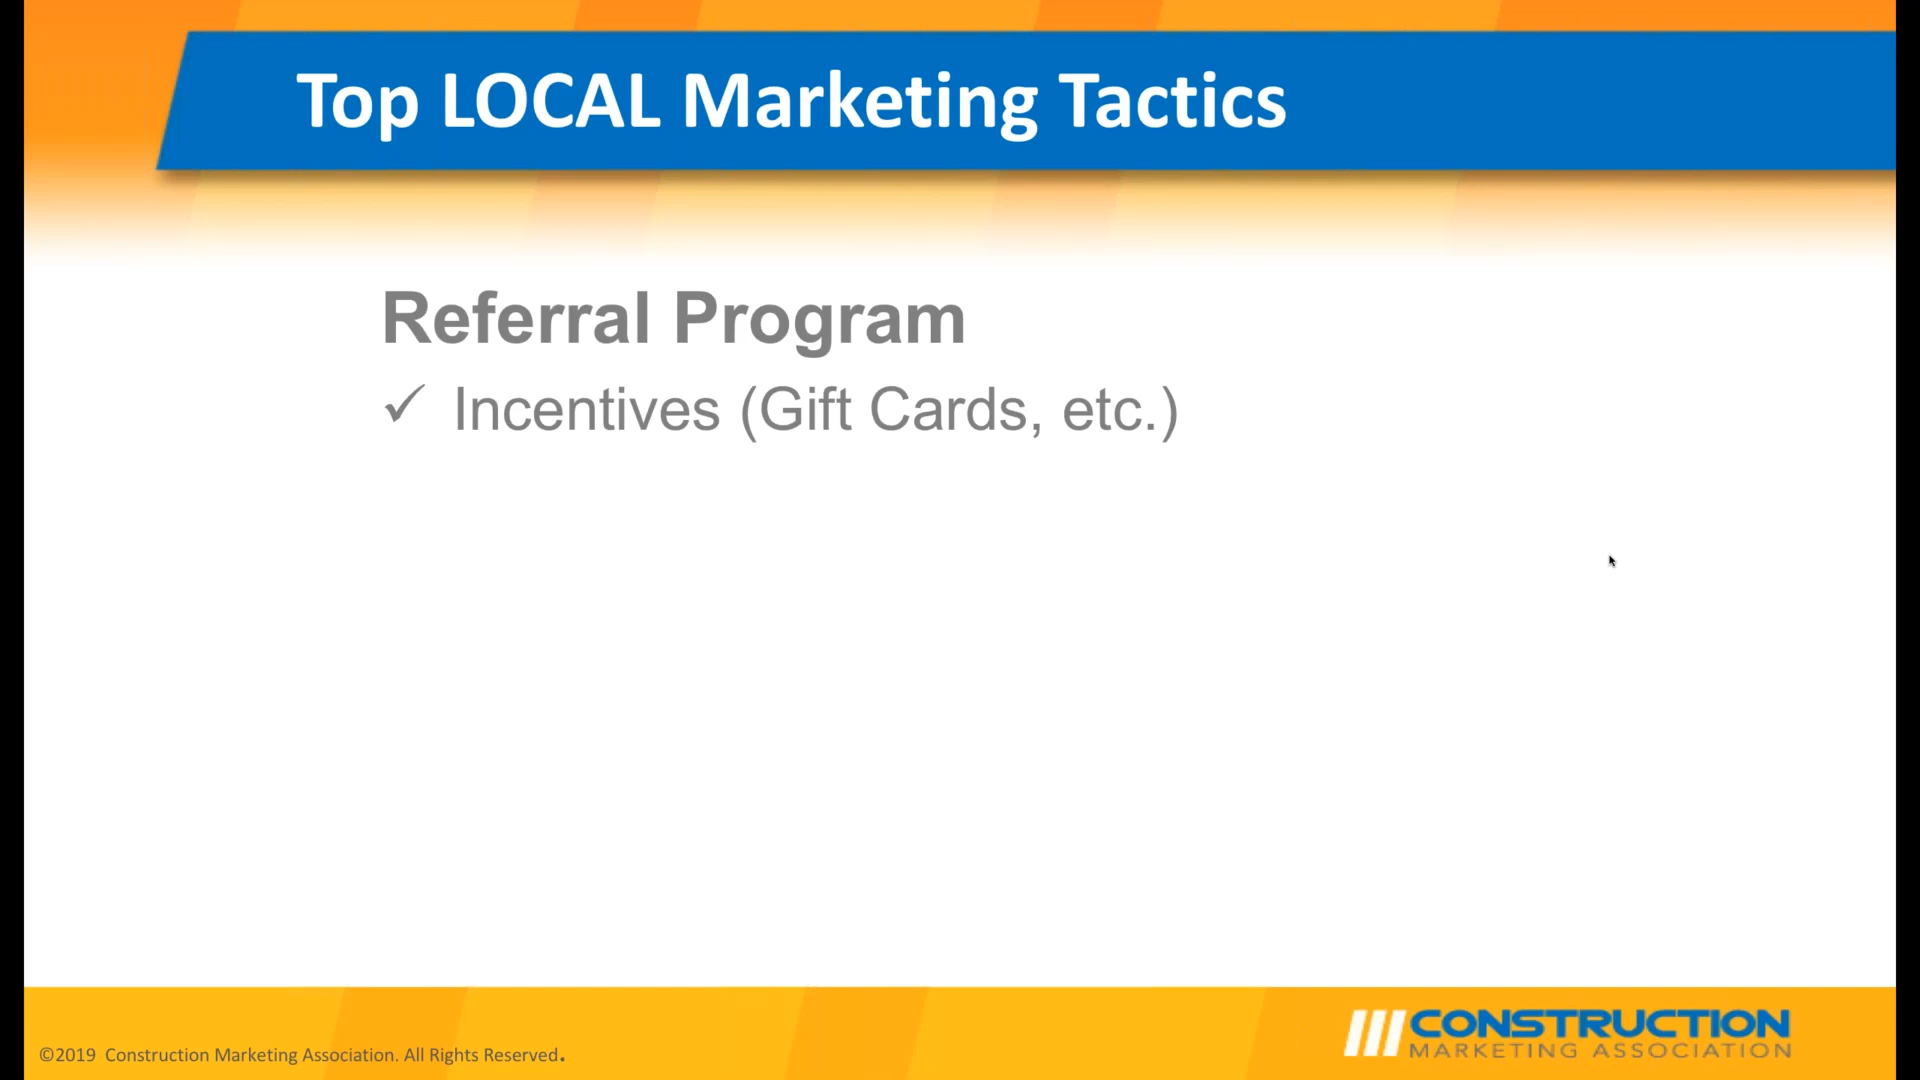 Top LOCAL Marketing Tactics
Referral Program
✓ Incentives (Gift Cards, etc.)
©2019 Construction Marketing Association. All Rights Reserved.
CONSTRUCTION
MARKETING ASSOCIATION